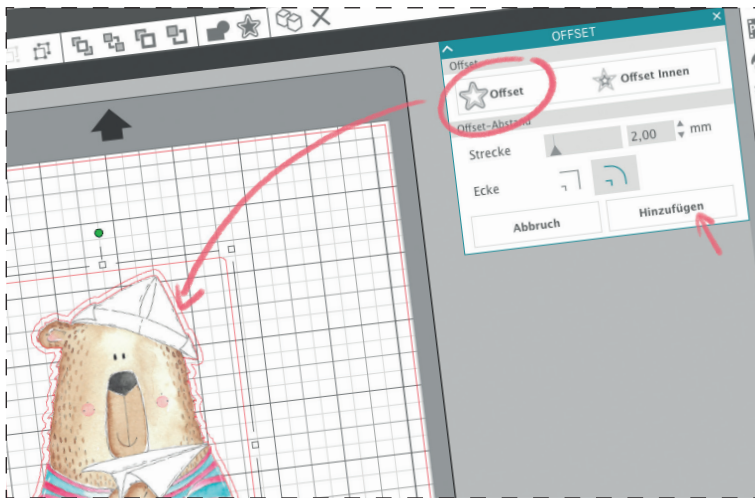 OFFSET
Offset
Offset
Offset Innen
Offset-Abstand
Strecke
2,00
mm
Ecke
Abbruch
Hinzufügen